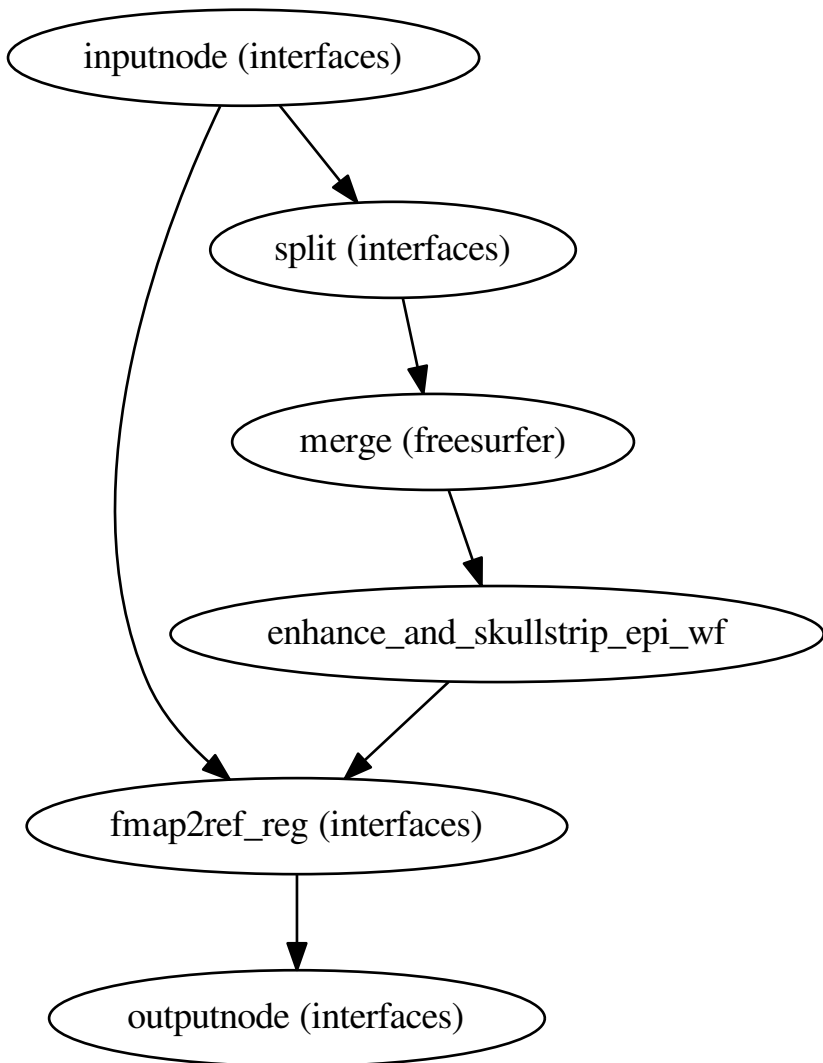 inputnode (interfaces)
split (interfaces)
merge (freesurfer)
enhance_and_skullstrip_epi_wf
fmap2ref_reg (interfaces)
outputnode (interfaces)